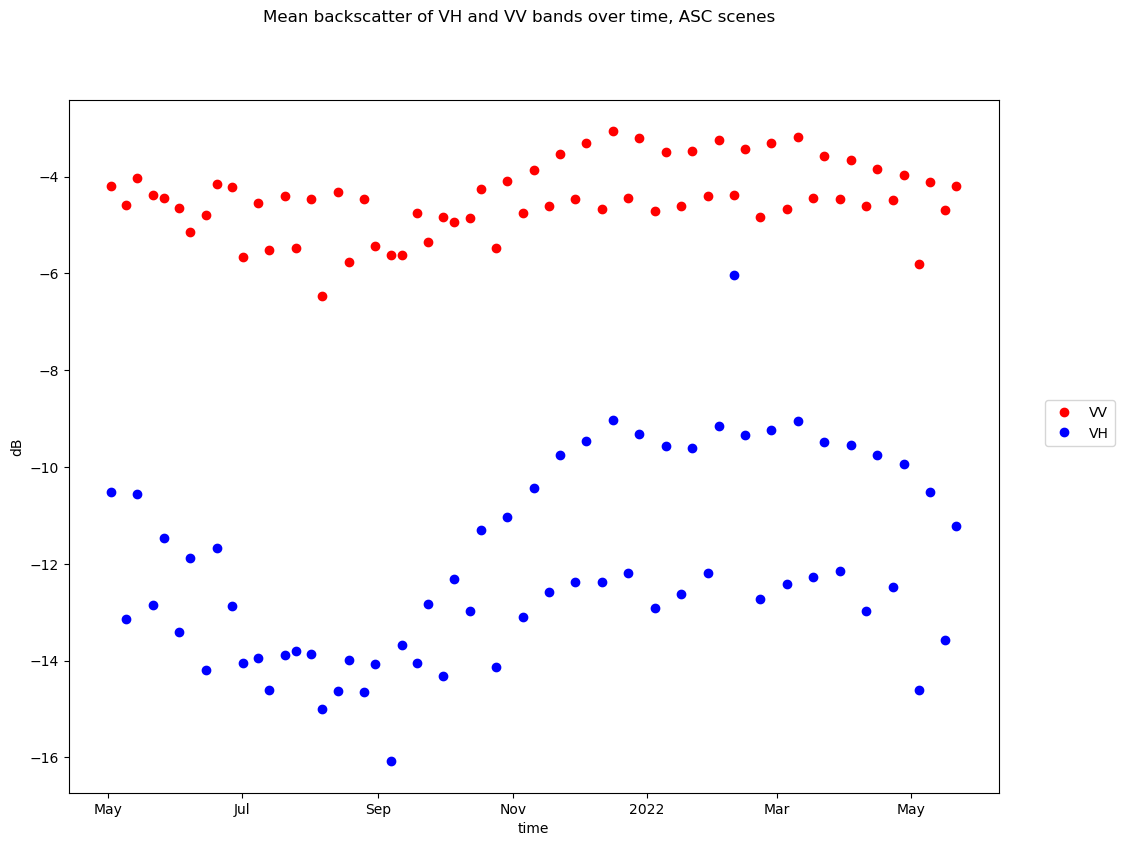 Mean backscatter of VH and VV bands over time, ASC scenes
−4
−6
−8
−10
−12
−14
−16
dB
May
Jul
Sep
Nov
2022
Mar
May
time
VV
VH